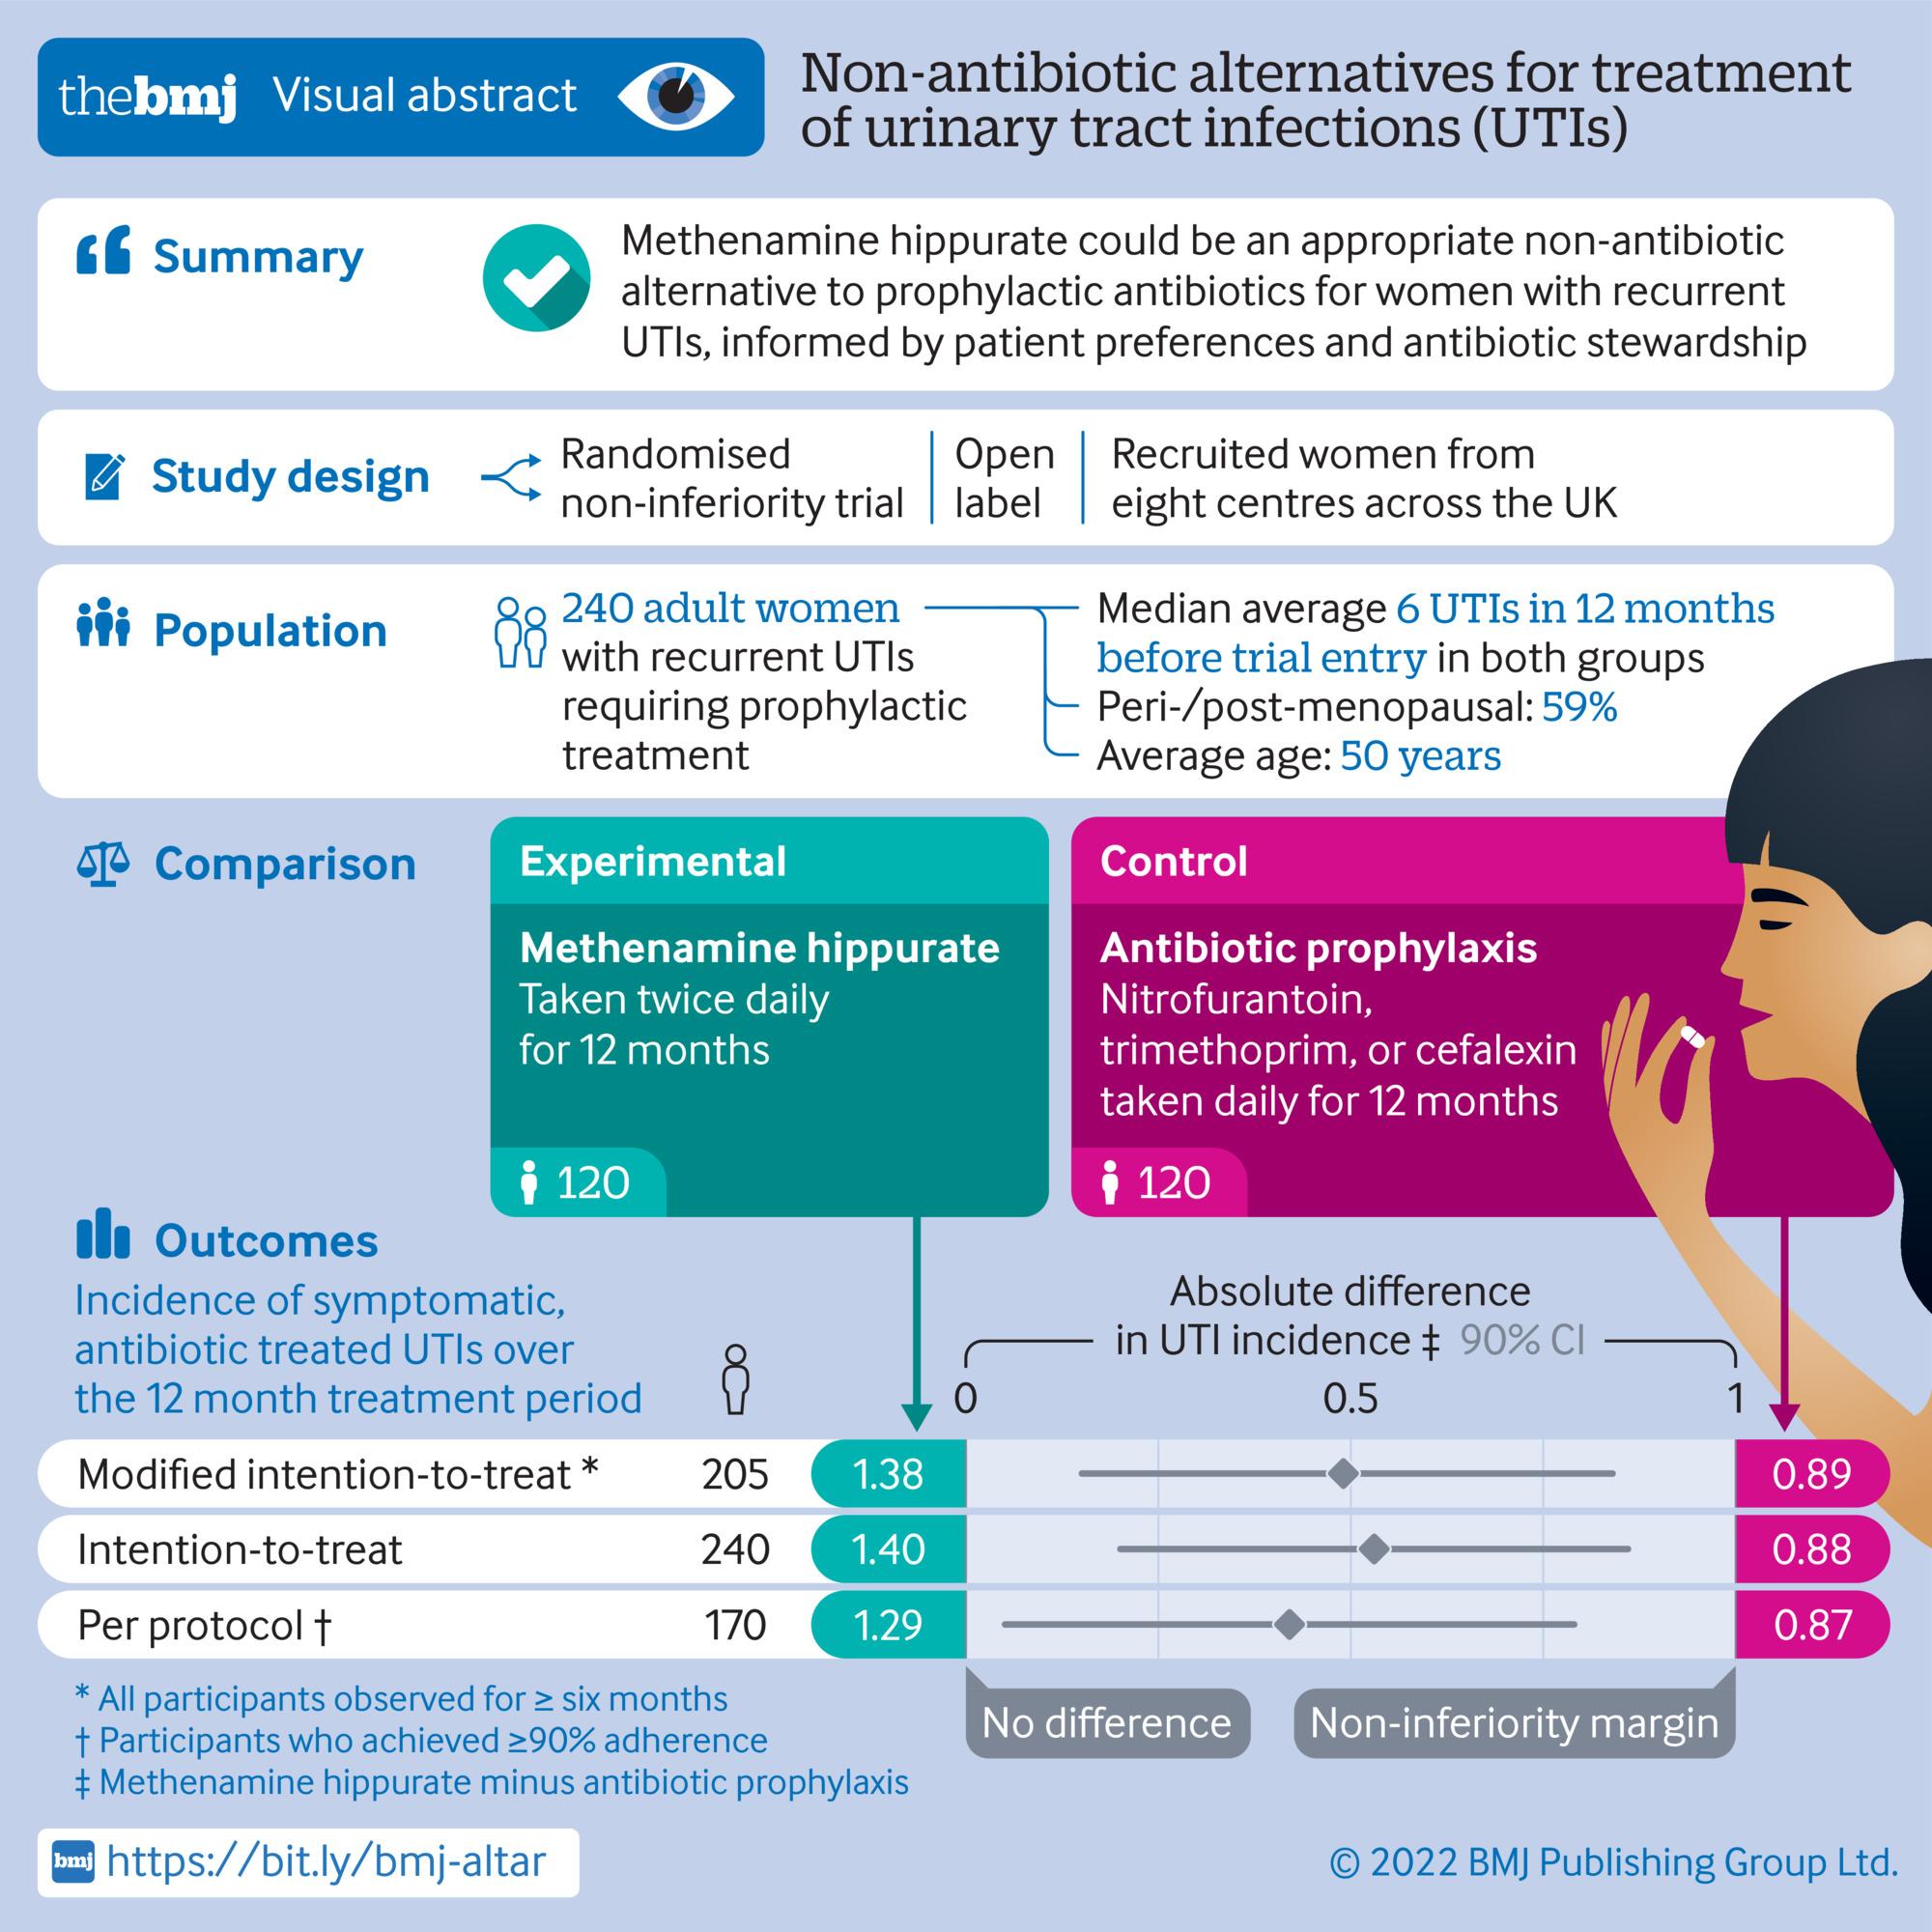 thebmj Visual abstract
Non-antibiotic alternatives for treatment
of urinary tract infections (UTIs)
Summary
Methenamine hippurate could be an appropriate non-antibiotic
alternative to prophylactic antibiotics for women with recurrent
UTIs, informed by patient preferences and antibiotic stewardship
Study design
Randomised
non-inferiority trial
Open
label
Recruited women from
eight centres across the UK
Population
240 adult women
with recurrent UTIs
requiring prophylactic
treatment
Median average 6 UTIs in 12 months
before trial entry in both groups
Peri-/post-menopausal: 59%
Average age: 50 years
Comparison
Experimental
Methenamine hippurate
Taken twice daily
for 12 months
120
Control
Antibiotic prophylaxis
Nitrofurantoin,
trimethoprim, or cefalexin
taken daily for 12 months
120
Outcomes
Incidence of symptomatic,
antibiotic treated UTIs over
the 12 month treatment period
Absolute difference
in UTI incidence ‡ 90% CI
0 0.5 1
Modified intention-to-treat * 205 1.38 0.89
Intention-to-treat 240 1.40 0.88
Per protocol † 170 1.29 0.87
No difference
Non-inferiority margin
* All participants observed for ≥ six months
† Participants who achieved ≥90% adherence
‡ Methenamine hippurate minus antibiotic prophylaxis
bmj https://bit.ly/bmj-altar
© 2022 BMJ Publishing Group Ltd.